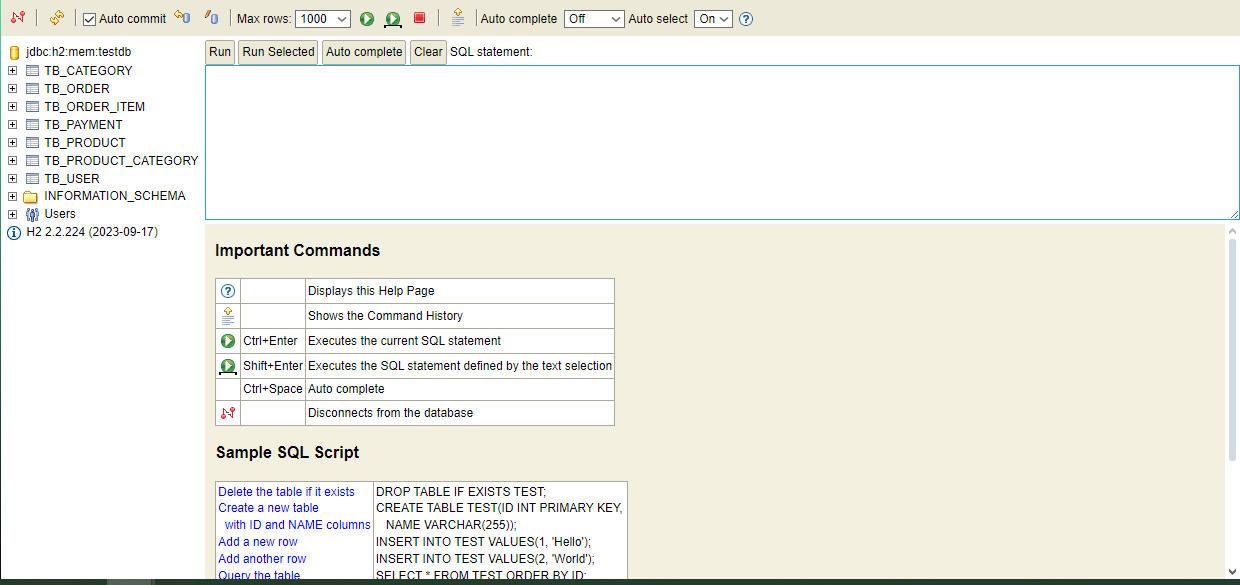 Auto commit Max rows: 1000 Auto complete Off Auto select On ?
jdbc:h2:mem:testdb
TB_CATEGORY
TB_ORDER
TB_ORDER_ITEM
TB_PAYMENT
TB_PRODUCT
TB_PRODUCT_CATEGORY
TB_USER
INFORMATION_SCHEMA
Users
H2 2.2.224 (2023-09-17)
Run Run Selected Auto complete Clear SQL statement:
Important Commands
? Displays this Help Page
Shows the Command History
Ctrl+Enter Executes the current SQL statement
Shift+Enter Executes the SQL statement defined by the text selection
Ctrl+Space Auto complete
Disconnects from the database
Sample SQL Script
Delete the table if it exists DROP TABLE IF EXISTS TEST;
Create a new table CREATE TABLE TEST(ID INT PRIMARY KEY,
with ID and NAME columns NAME VARCHAR(255));
Add a new row INSERT INTO TEST VALUES(1, 'Hello');
Add another row INSERT INTO TEST VALUES(2, 'World');
Query the table SELECT * FROM TEST ORDER BY ID;